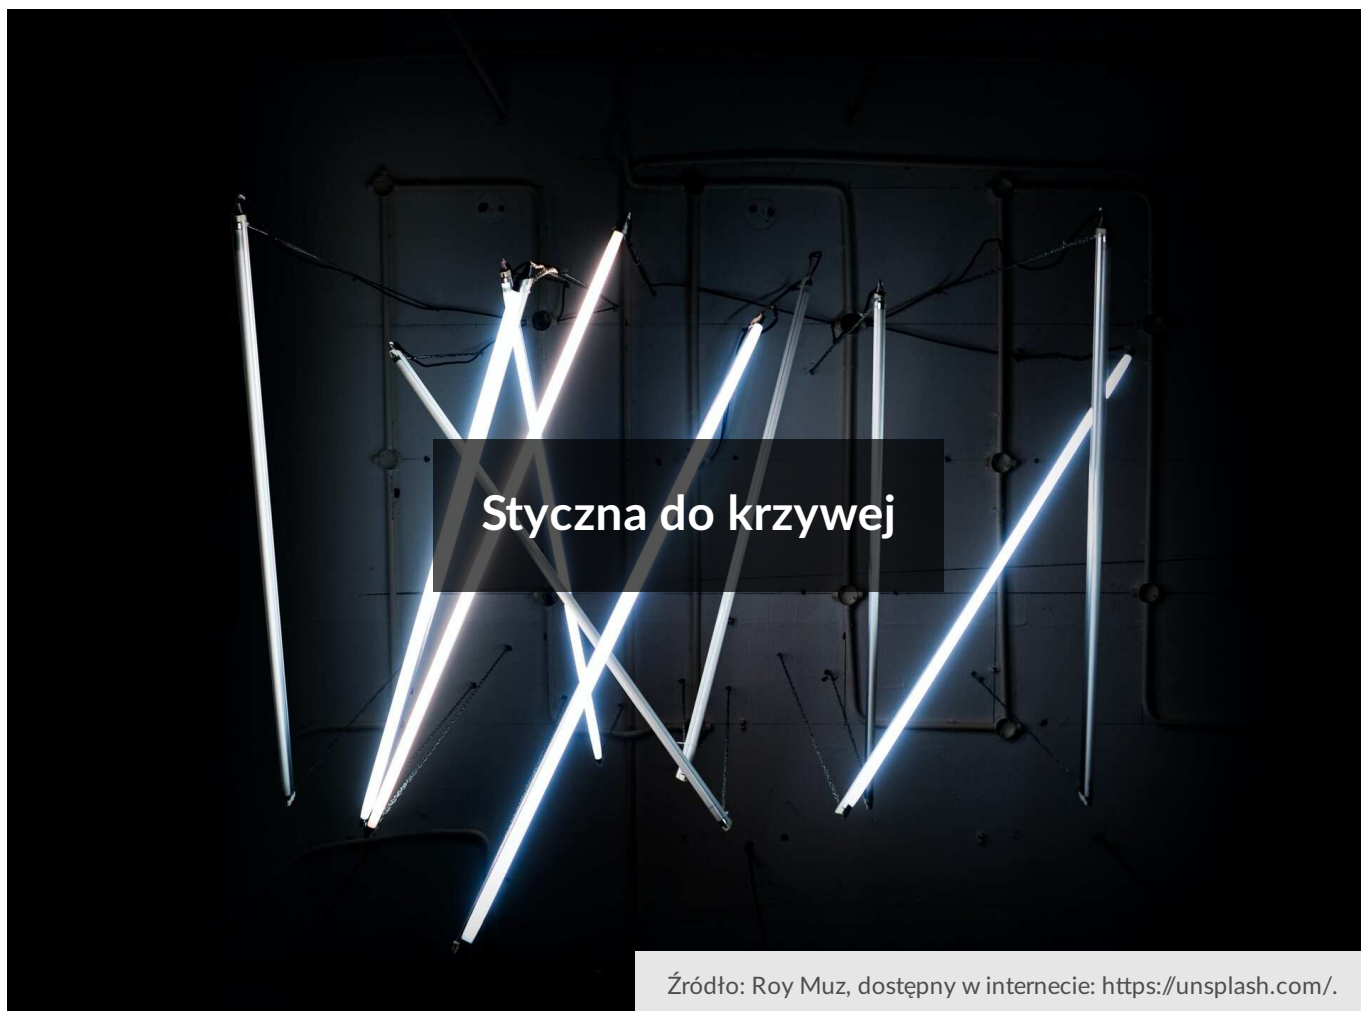 Styczna do krzywej
Źródło: Roy Muz, dostępny w internecie: https://unsplash.com/.